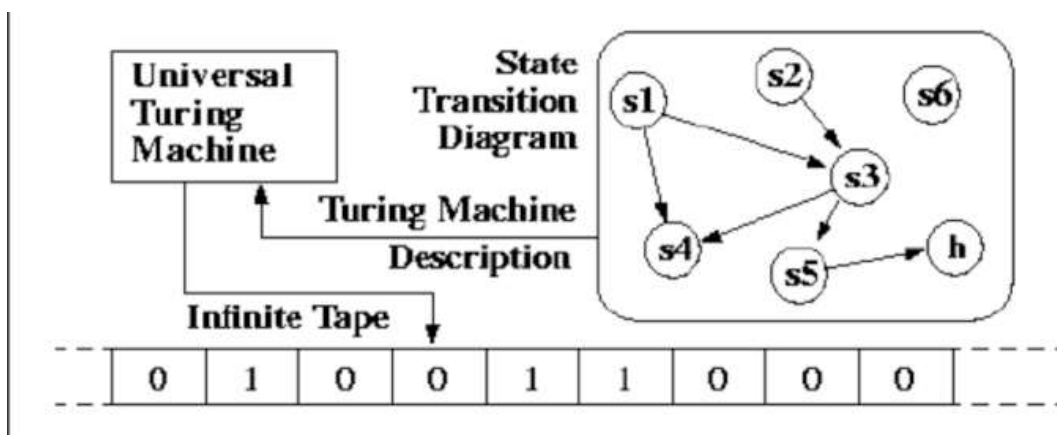 Universal
Turing
Machine
State
Transition
Diagram
s1
s2
s6
s3
s4
s5
h
Turing Machine
Description
Infinite Tape
0 1 0 0 1 1 0 0 0